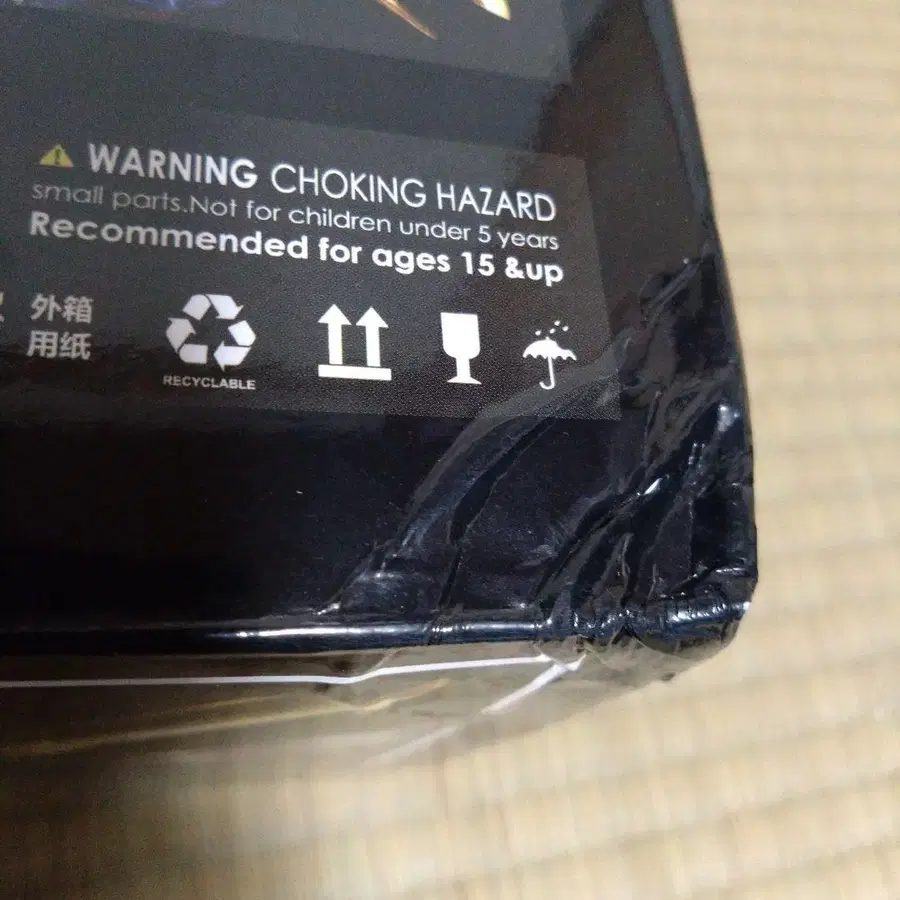 WARNING CHOKING HAZARD
small parts.Not for children under 5 years
Recommended for ages 15 &up
外箱
用纸
RECYCLABLE